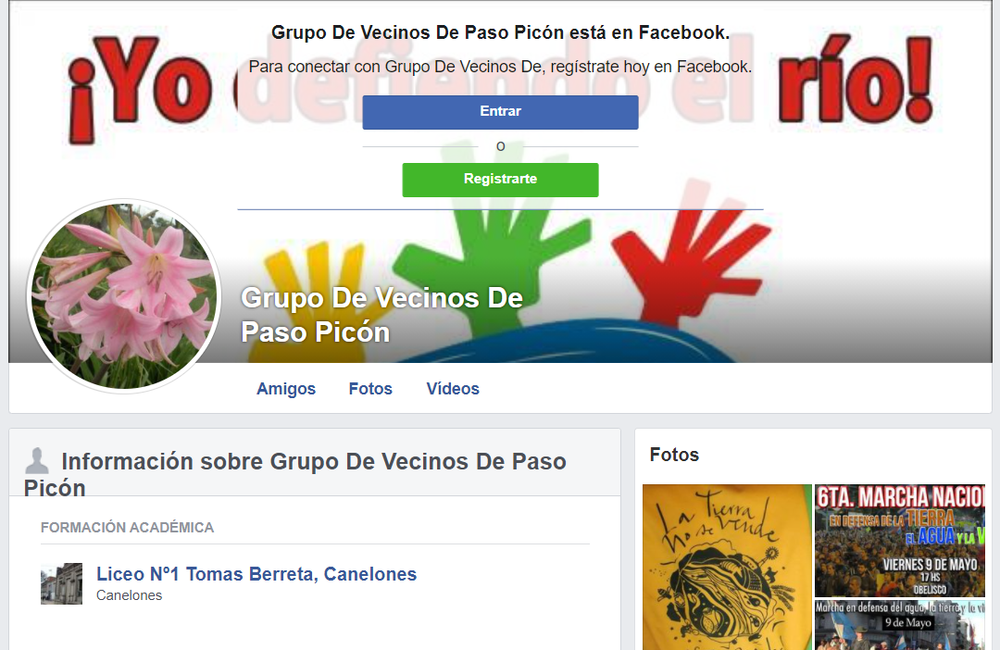 ¡Yo defiendo el río!
Grupo De Vecinos De Paso Picón está en Facebook.
Para conectar con Grupo De Vecinos De, regístrate hoy en Facebook.
Entrar
O
Registrarte
Grupo De Vecinos De
Paso Picón
Amigos Fotos Vídeos
Información sobre Grupo De Vecinos De Paso
Picón
FORMACIÓN ACADÉMICA
Liceo Nº1 Tomas Berreta, Canelones
Canelones
Fotos
La Tierra
No se vende
6TA. MARCHA NACIO
EN DEFENSA DE LA TIERRA
EL AGUA Y LA V
VIERNES 9 DE MAYO
17 HS
OBELISCO
Marcha en defensa del agua, la tierra y la vi
9 de Mayo